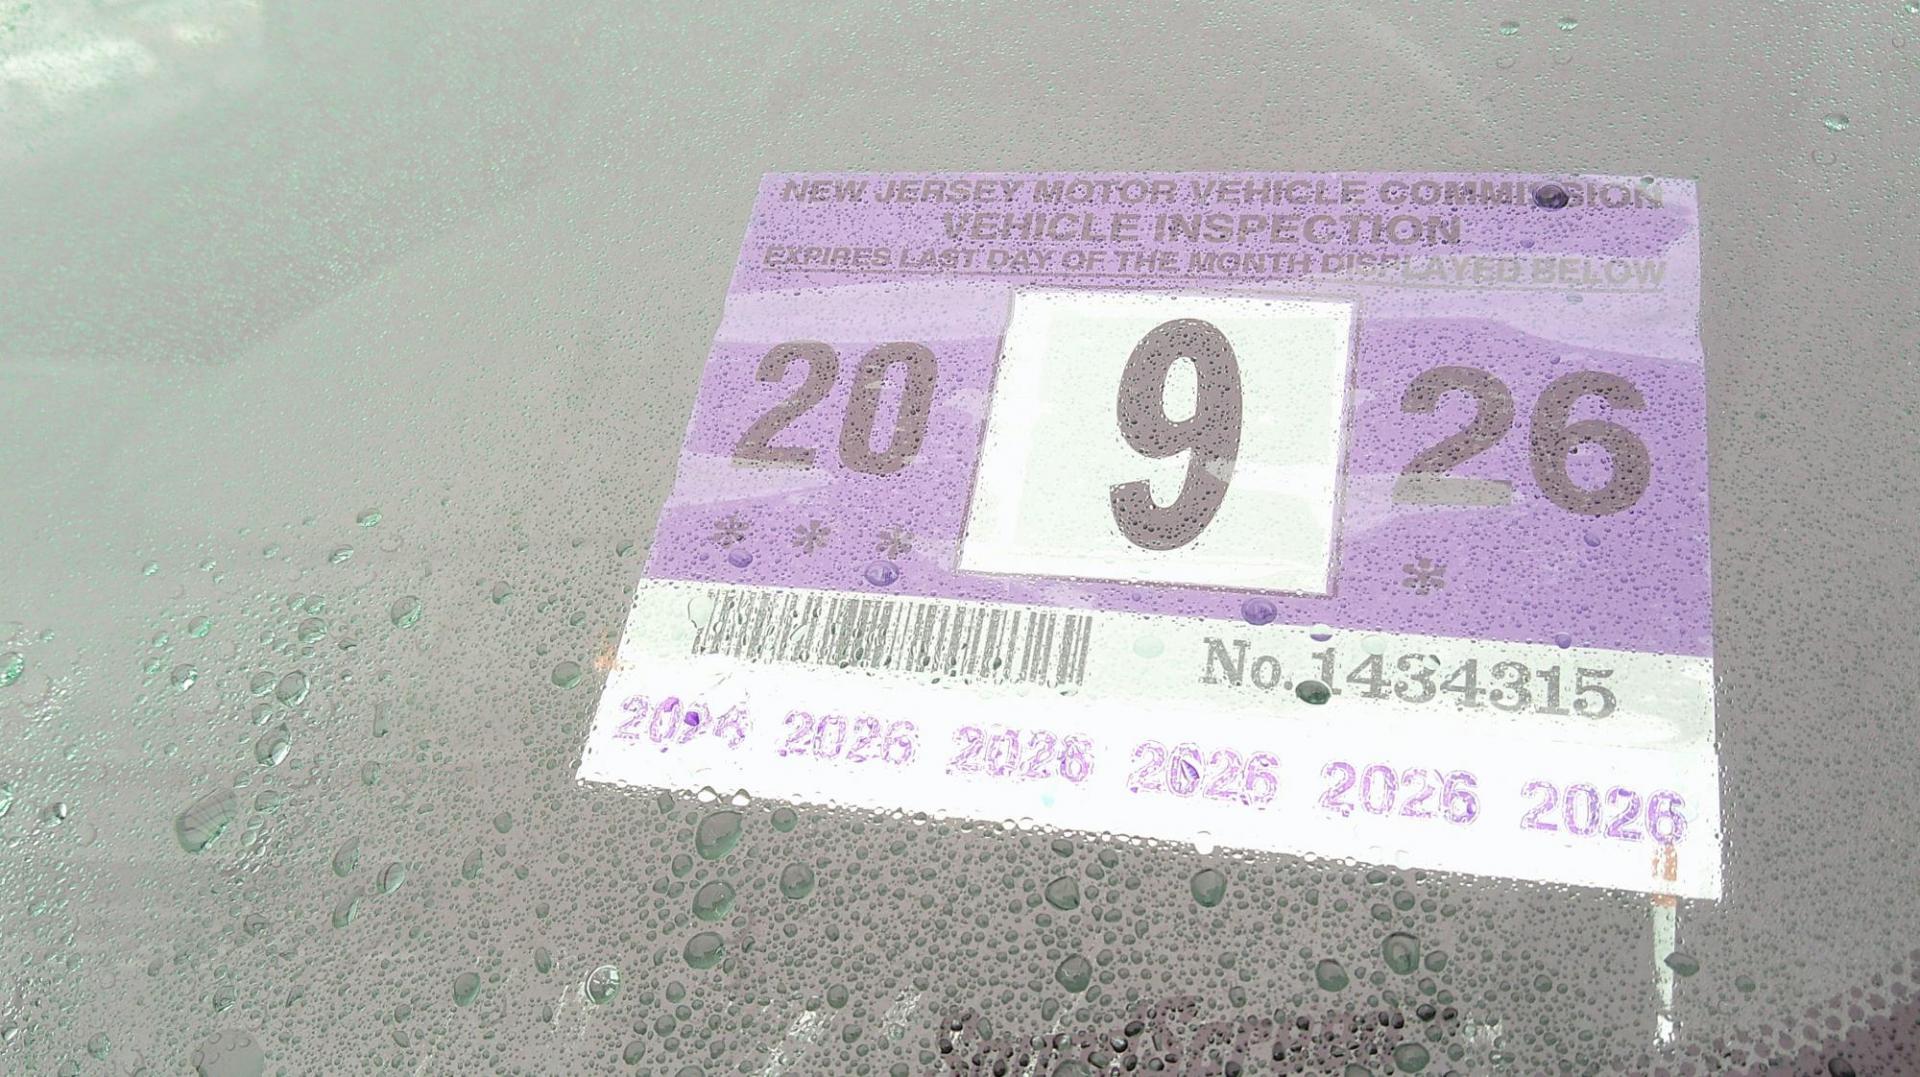 NEW JERSEY MOTOR VEHICLE COMMISSION
VEHICLE INSPECTION
EXPIRES LAST DAY OF THE MONTH DISPLAYED BELOW
20 9 26
* * * *
No. 1434315
2026 2026 2026 2026 2026 2026